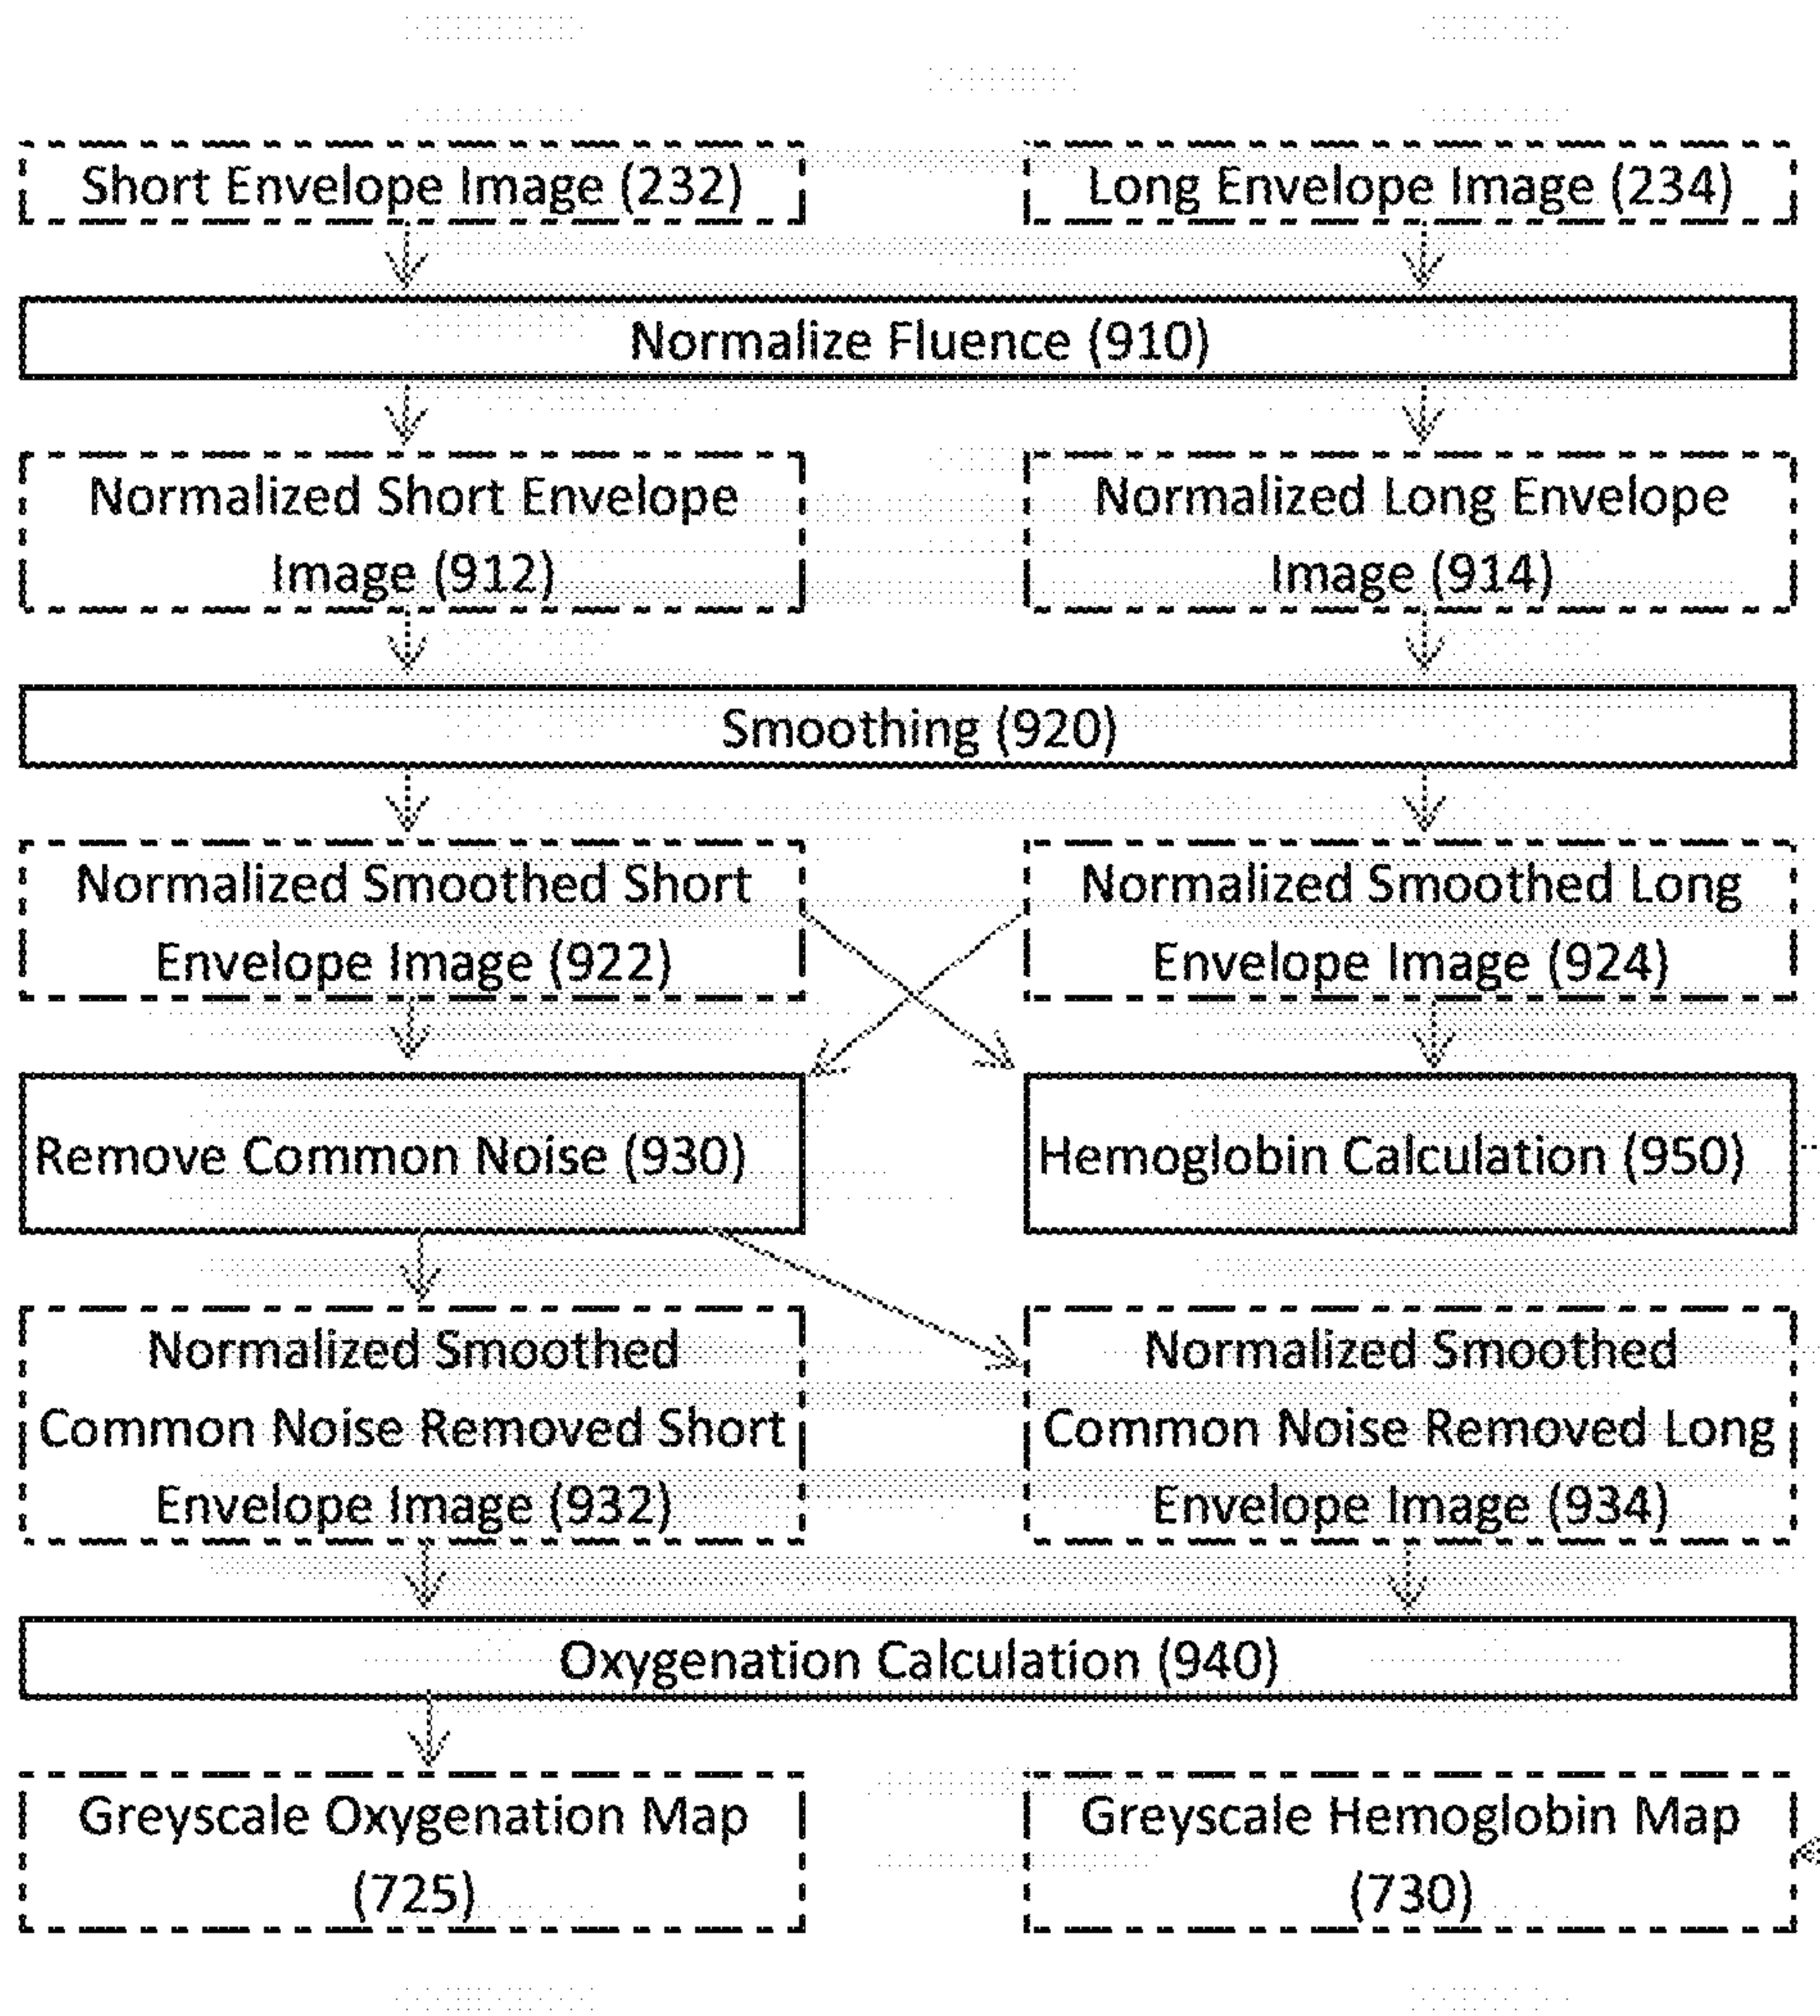 Short Envelope Image (232)
Long Envelope Image (234)
Normalize Fluence (910)
Normalized Short Envelope
Image (912)
Normalized Long Envelope
Image (914)
Smoothing (920)
Normalized Smoothed Short
Envelope Image (922)
Normalized Smoothed Long
Envelope Image (924)
Remove Common Noise (930)
Hemoglobin Calculation (950)
Normalized Smoothed
Common Noise Removed Short
Envelope Image (932)
Normalized Smoothed
Common Noise Removed Long
Envelope Image (934)
Oxygenation Calculation (940)
Greyscale Oxygenation Map
(725)
Greyscale Hemoglobin Map
(730)